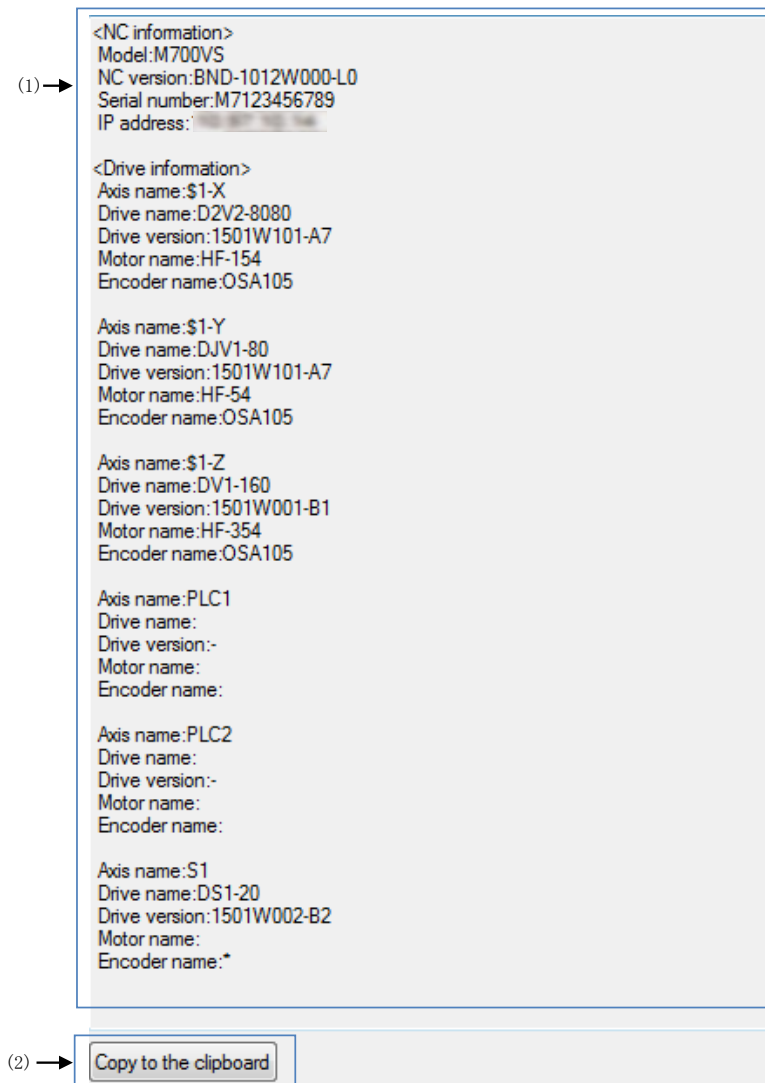 <NC information>
Model:M700VS
(1)
NC version:BND-1012W000-L0
Serial number:M7123456789
IP address:
<Drive information>
Axis name:$1-X
Drive name:D2V2-8080
Drive version:1501W101-A7
Motor name:HF-154
Encoder name:OSA105
Axis name:$1-Y
Drive name:DJV1-80
Drive version:1501W101-A7
Motor name:HF-54
Encoder name:OSA105
Axis name:$1-Z
Drive name:DV1-160
Drive version:1501W001-B1
Motor name:HF-354
Encoder name:OSA105
Axis name:PLC1
Drive name:
Drive version:-
Motor name:
Encoder name:
Axis name:PLC2
Drive name:
Drive version:-
Motor name:
Encoder name:
Axis name:S1
Drive name:DS1-20
Drive version:1501W002-B2
Motor name:
Encoder name:*
(2)
Copy to the clipboard